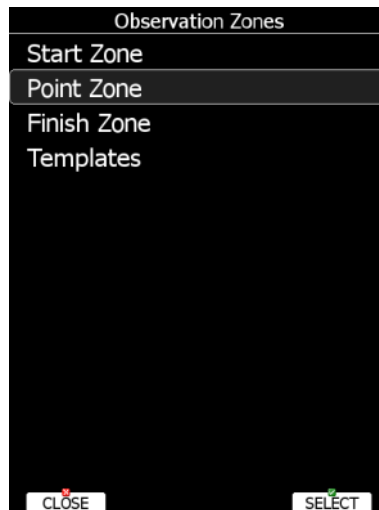 Observation Zones
Start Zone
Point Zone
Finish Zone
Templates
CLOSE
SELECT